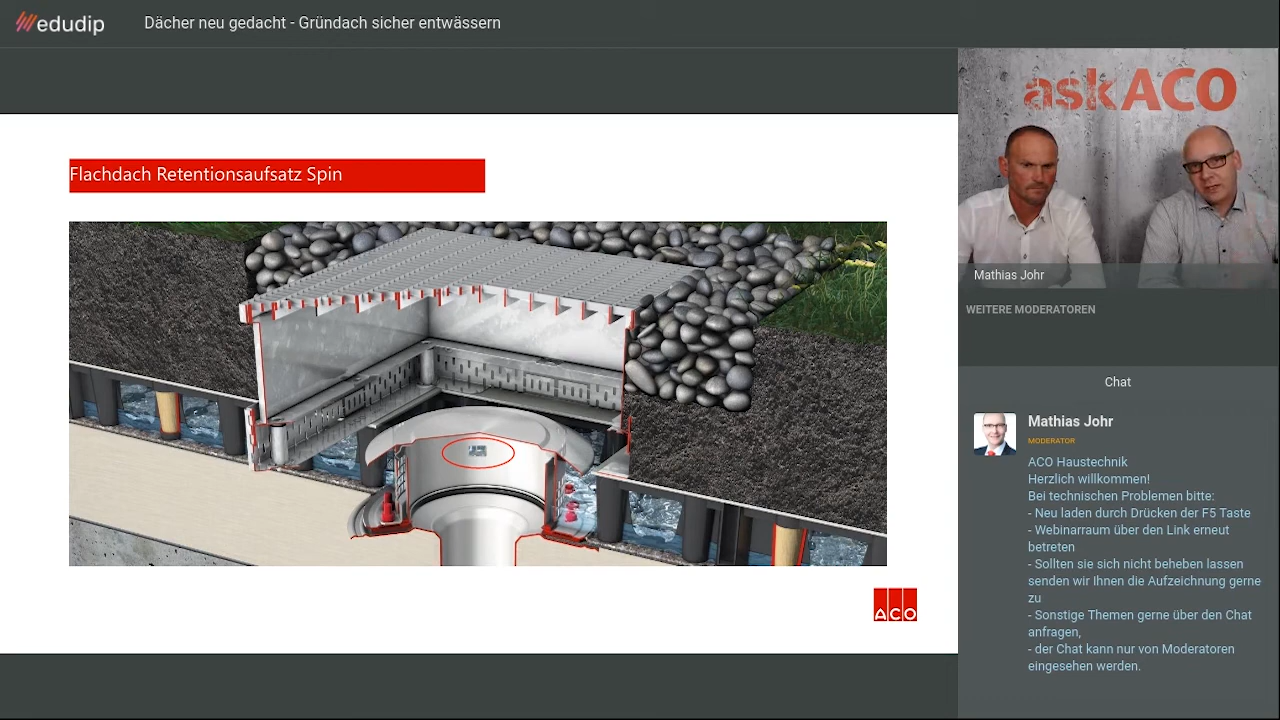 edudip
Dächer neu gedacht - Gründach sicher entwässern
Flachdach Retentionsaufsatz Spin
ACO
askACO
Mathias Johr
WEITERE MODERATOREN
Chat
Mathias Johr
MODERATOR
ACO Haustechnik
Herzlich willkommen!
Bei technischen Problemen bitte:
- Neu laden durch Drücken der F5 Taste
- Webinarraum über den Link erneut
betreten
- Sollten sie sich nicht beheben lassen
senden wir Ihnen die Aufzeichnung gerne
zu
- Sonstige Themen gerne über den Chat
anfragen,
- der Chat kann nur von Moderatoren
eingesehen werden.